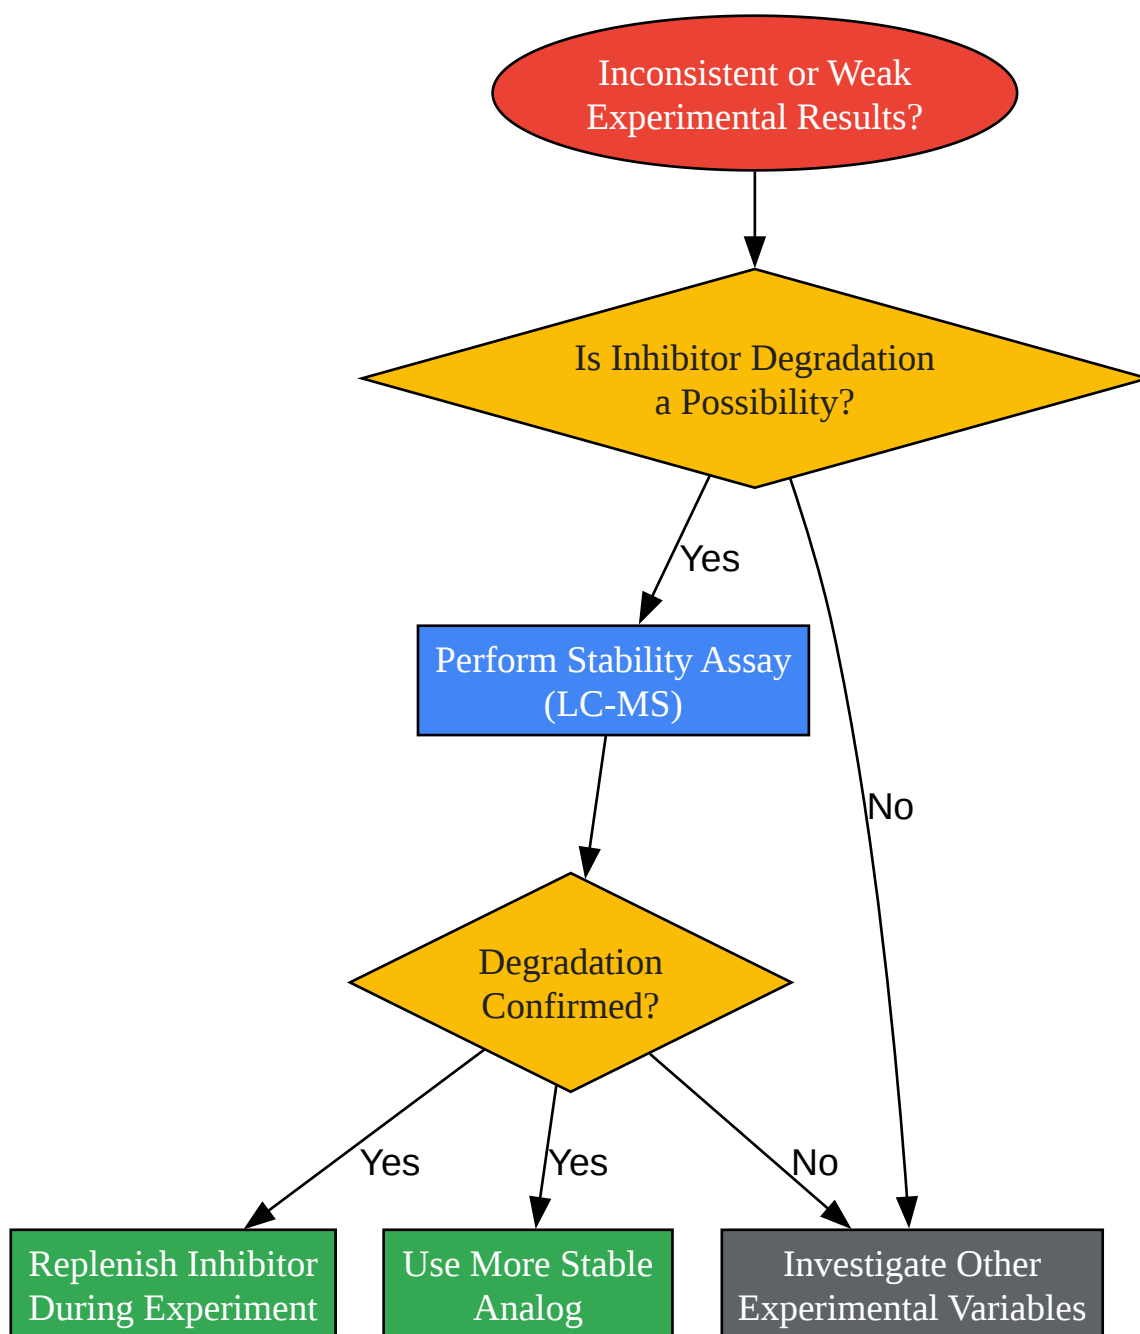 Inconsistent or Weak
Experimental Results?
Is Inhibitor Degradation
a Possibility?
Yes
Perform Stability Assay
(LC-MS)
No
Degradation
Confirmed?
Yes
Yes
No
Replenish Inhibitor
During Experiment
Use More Stable
Analog
Investigate Other
Experimental Variables